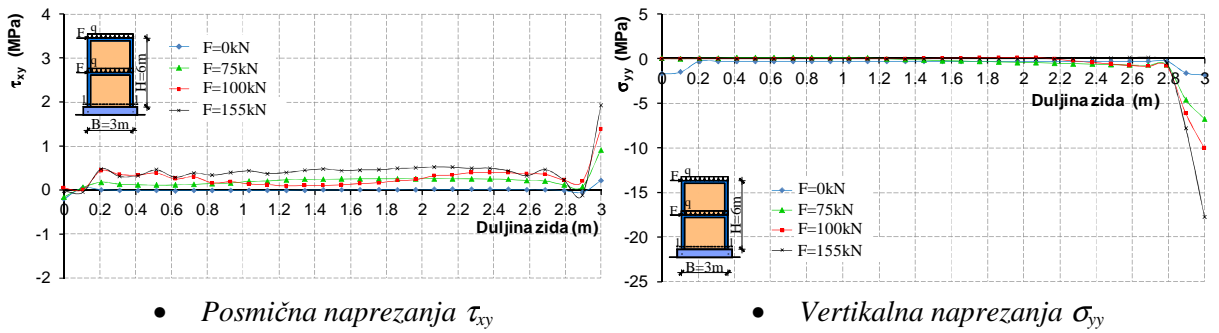 τxy (MPa)
4
3
2
1
0
-1
-2
q
F
q
F
H=6m
B=3m
F=0kN
F=75kN
F=100kN
F=155kN
0 0.2 0.4 0.6 0.8 1 1.2 1.4 1.6 1.8 2 2.2 2.4 2.6 2.8 3
Duljina zida (m)
• Posmična naprezanja τxy
σyy (MPa)
5
0
-5
-10
-15
-20
-25
0 0.2 0.4 0.6 0.8 1 1.2 1.4 1.6 1.8 2 2.2 2.4 2.6 2.8 3
Duljina zida (m)
q
F
q
F
H=6m
B=3m
F=0kN
F=75kN
F=100kN
F=155kN
• Vertikalna naprezanja σyy